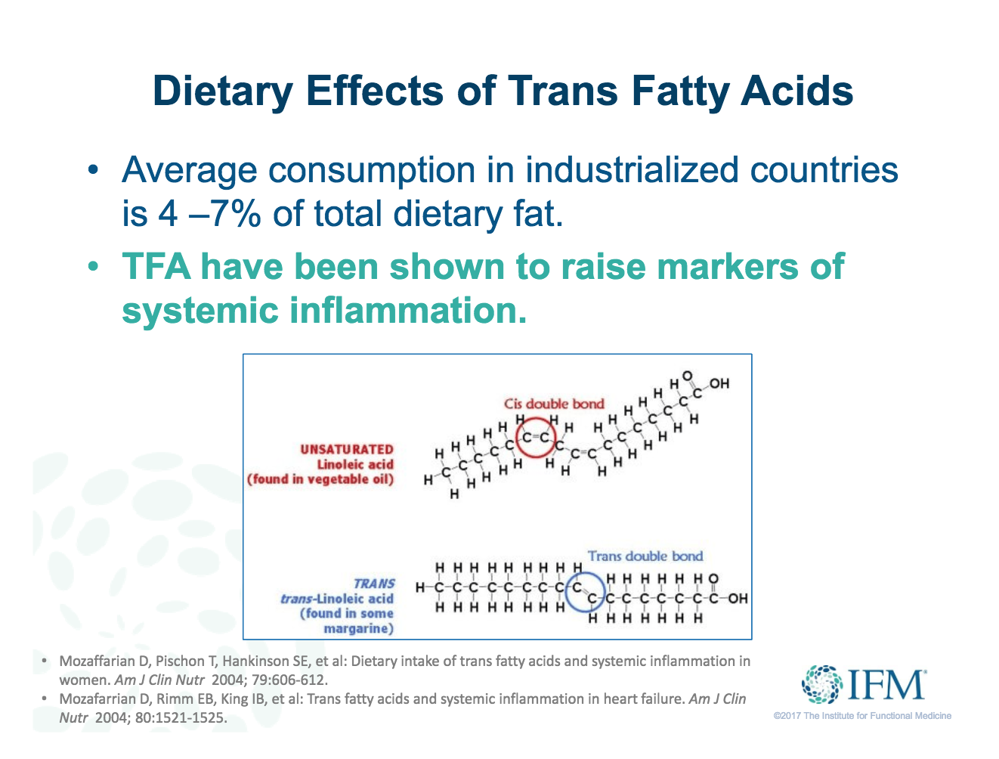 Dietary Effects of Trans Fatty Acids
• Average consumption in industrialized countries
is 4 –7% of total dietary fat.
• TFA have been shown to raise markers of
systemic inflammation.
Cis double bond
UNSATURATED
Linoleic acid
(found in vegetable oil)
Trans double bond
TRANS
trans-Linoleic acid
(found in some
margarine)
• Mozaffarian D, Pischon T, Hankinson SE, et al: Dietary intake of trans fatty acids and systemic inflammation in
women. Am J Clin Nutr 2004; 79:606-612.
• Mozafarrian D, Rimm EB, King IB, et al: Trans fatty acids and systemic inflammation in heart failure. Am J Clin
Nutr 2004; 80:1521-1525.
IFM
©2017 The Institute for Functional Medicine